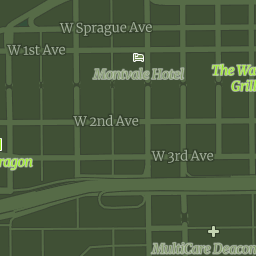 W Sprague Ave
W 1st Ave
Montvale Hotel
The Wa
Grill
W 2nd Ave
W 3rd Ave
ragon
MultiCare Deacon